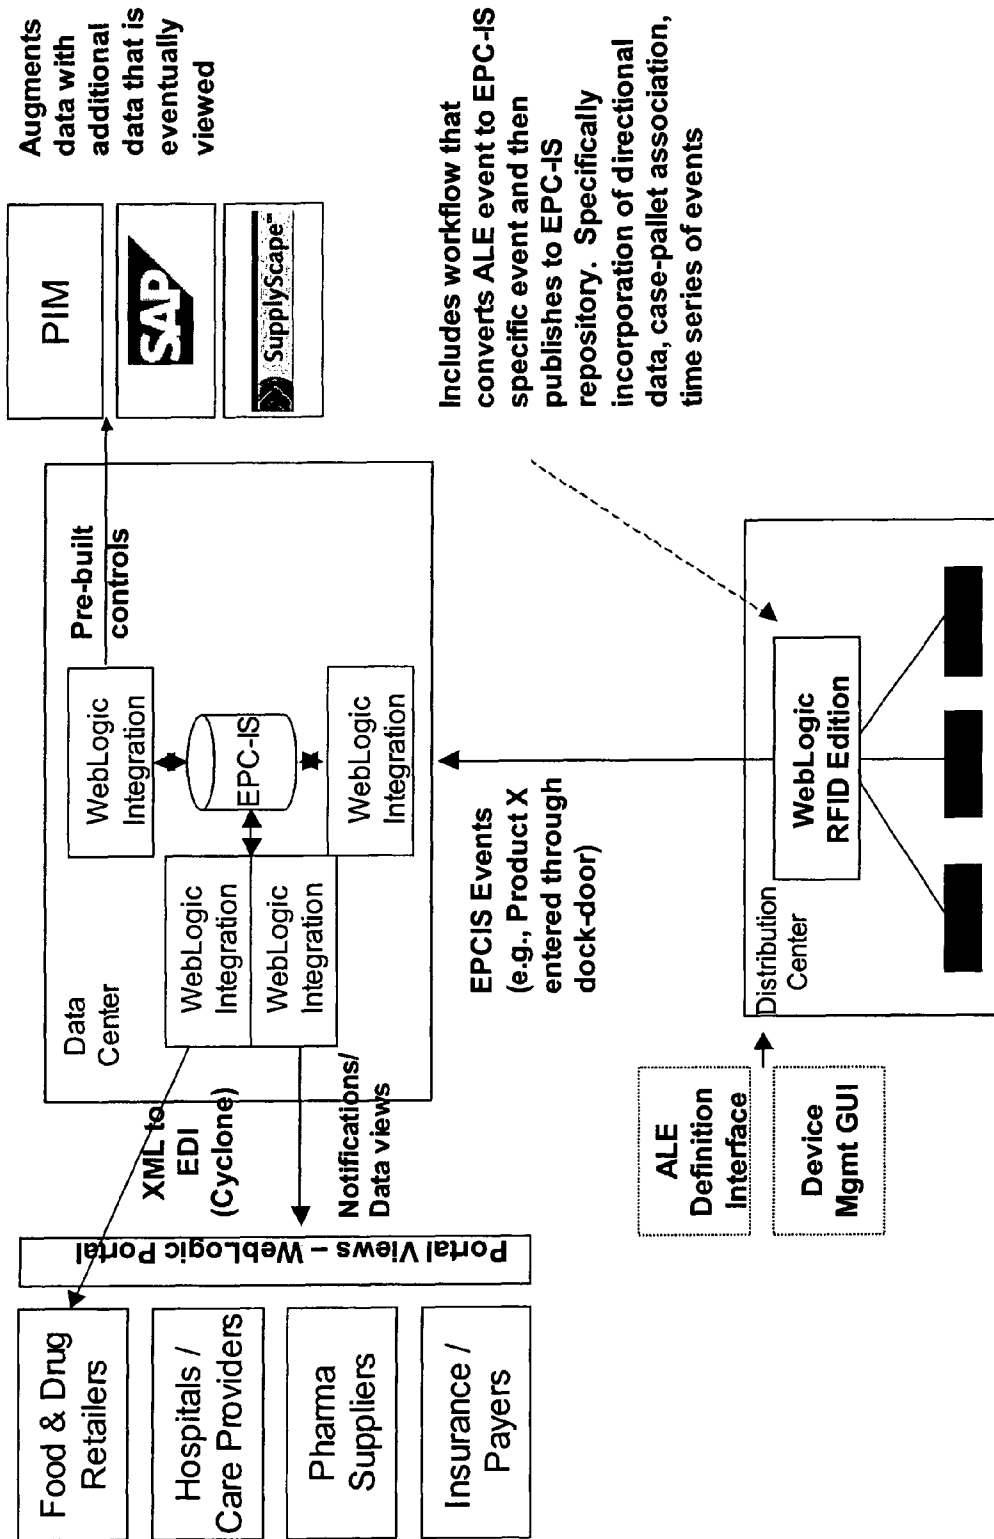 Food & Drug
Retailers
Hospitals /
Care Providers
Pharma
Suppliers
Insurance /
Payers
Portal Views – WebLogic Portal
XML to
EDI
(Cyclone)
Notifications/
Data views
Data
Center
WebLogic
Integration
WebLogic
Integration
WebLogic
Integration
EPC-IS
WebLogic
Integration
Pre-built
controls
PIM
SAP
SupplyScape™
Augments
data with
additional
data that is
eventually
viewed
EPCIS Events
(e.g., Product X
entered through
dock-door)
Includes workflow that
converts ALE event to EPC-IS
specific event and then
publishes to EPC-IS
repository. Specifically
incorporation of directional
data, case-pallet association,
time series of events
ALE
Definition
Interface
Device
Mgmt GUI
Distribution
Center
WebLogic
RFID Edition